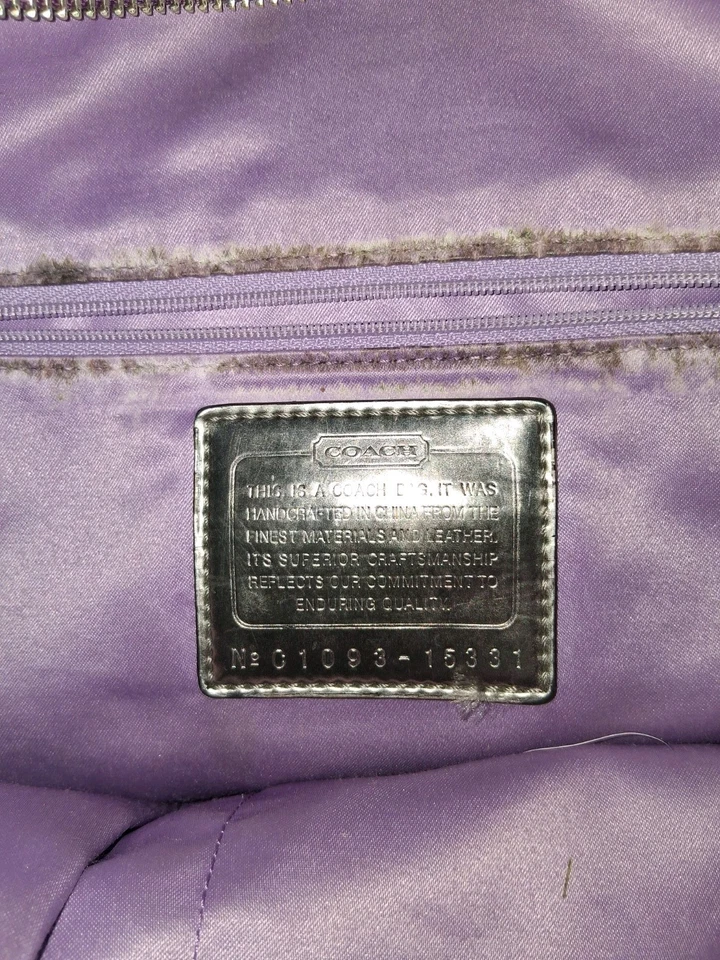 COACH
THIS IS A COACH BAG. IT WAS
HANDCRAFTED IN CHINA FROM THE
FINEST MATERIALS AND LEATHER.
ITS SUPERIOR CRAFTSMANSHIP
REFLECTS OUR COMMITMENT TO
ENDURING QUALITY.
Nº C1093-15331